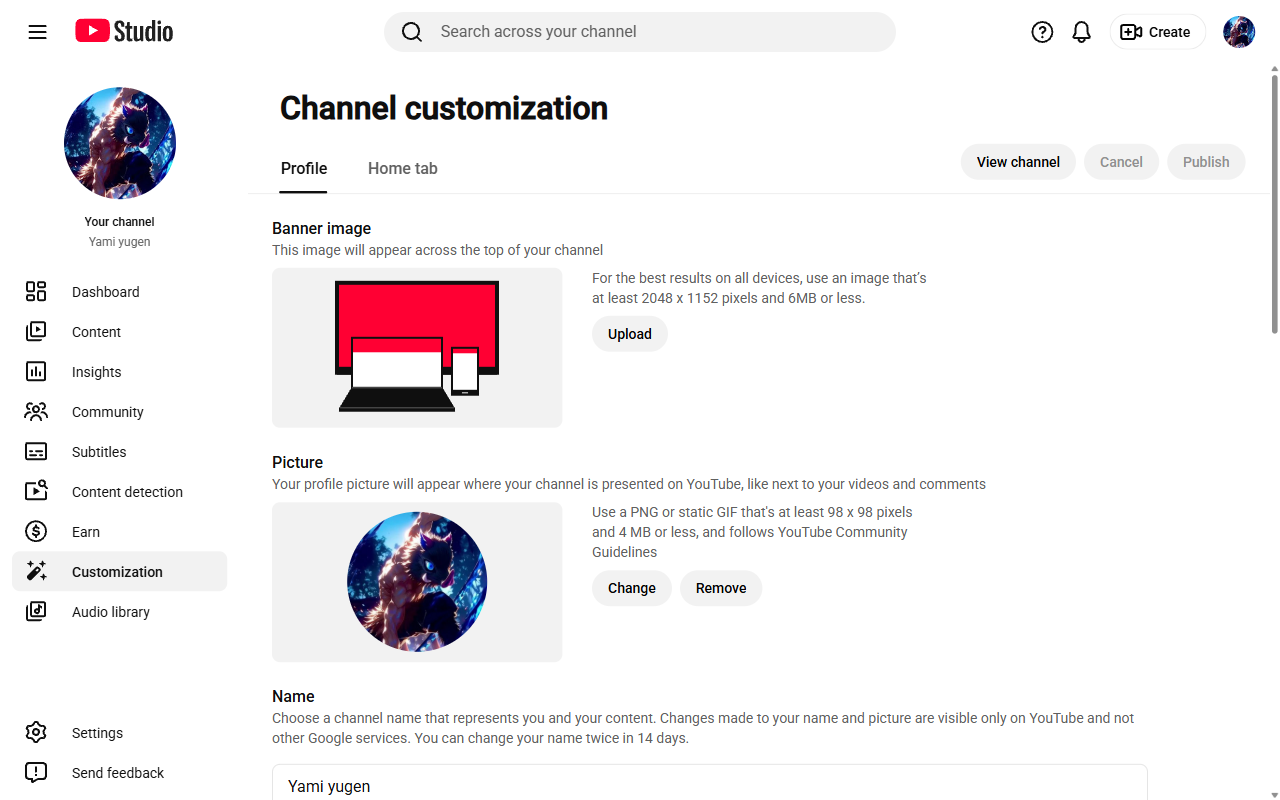 Studio
Search across your channel
Create
Your channel
Yami yugen
Dashboard
Content
Insights
Community
Subtitles
Content detection
Earn
Customization
Audio library
Settings
Send feedback
Channel customization
Profile
Home tab
View channel
Cancel
Publish
Banner image
This image will appear across the top of your channel
For the best results on all devices, use an image that’s
at least 2048 x 1152 pixels and 6MB or less.
Upload
Picture
Your profile picture will appear where your channel is presented on YouTube, like next to your videos and comments
Use a PNG or static GIF that's at least 98 x 98 pixels
and 4 MB or less, and follows YouTube Community
Guidelines
Change
Remove
Name
Choose a channel name that represents you and your content. Changes made to your name and picture are visible only on YouTube and not
other Google services. You can change your name twice in 14 days.
Yami yugen